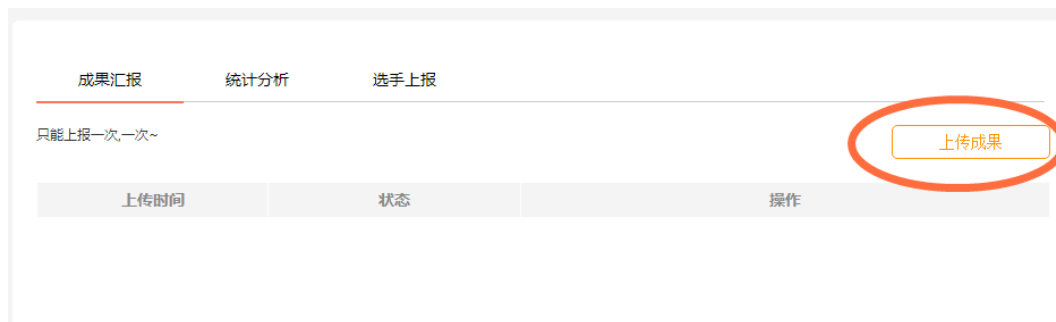 成果汇报 统计分析 选手上报
只能上报一次,一次~ 上传成果
上传时间 状态 操作